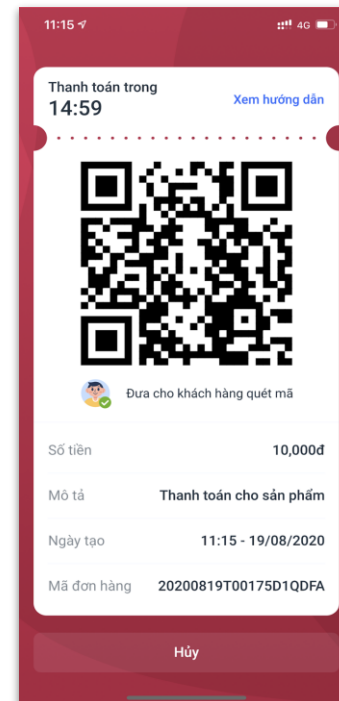 11:15
4G
Thanh toán trong
14:59
Xem hướng dẫn
Đưa cho khách hàng quét mã
Số tiền 10,000đ
Mô tả Thanh toán cho sản phẩm
Ngày tạo 11:15 - 19/08/2020
Mã đơn hàng 20200819T00175D1QDFA
Hủy